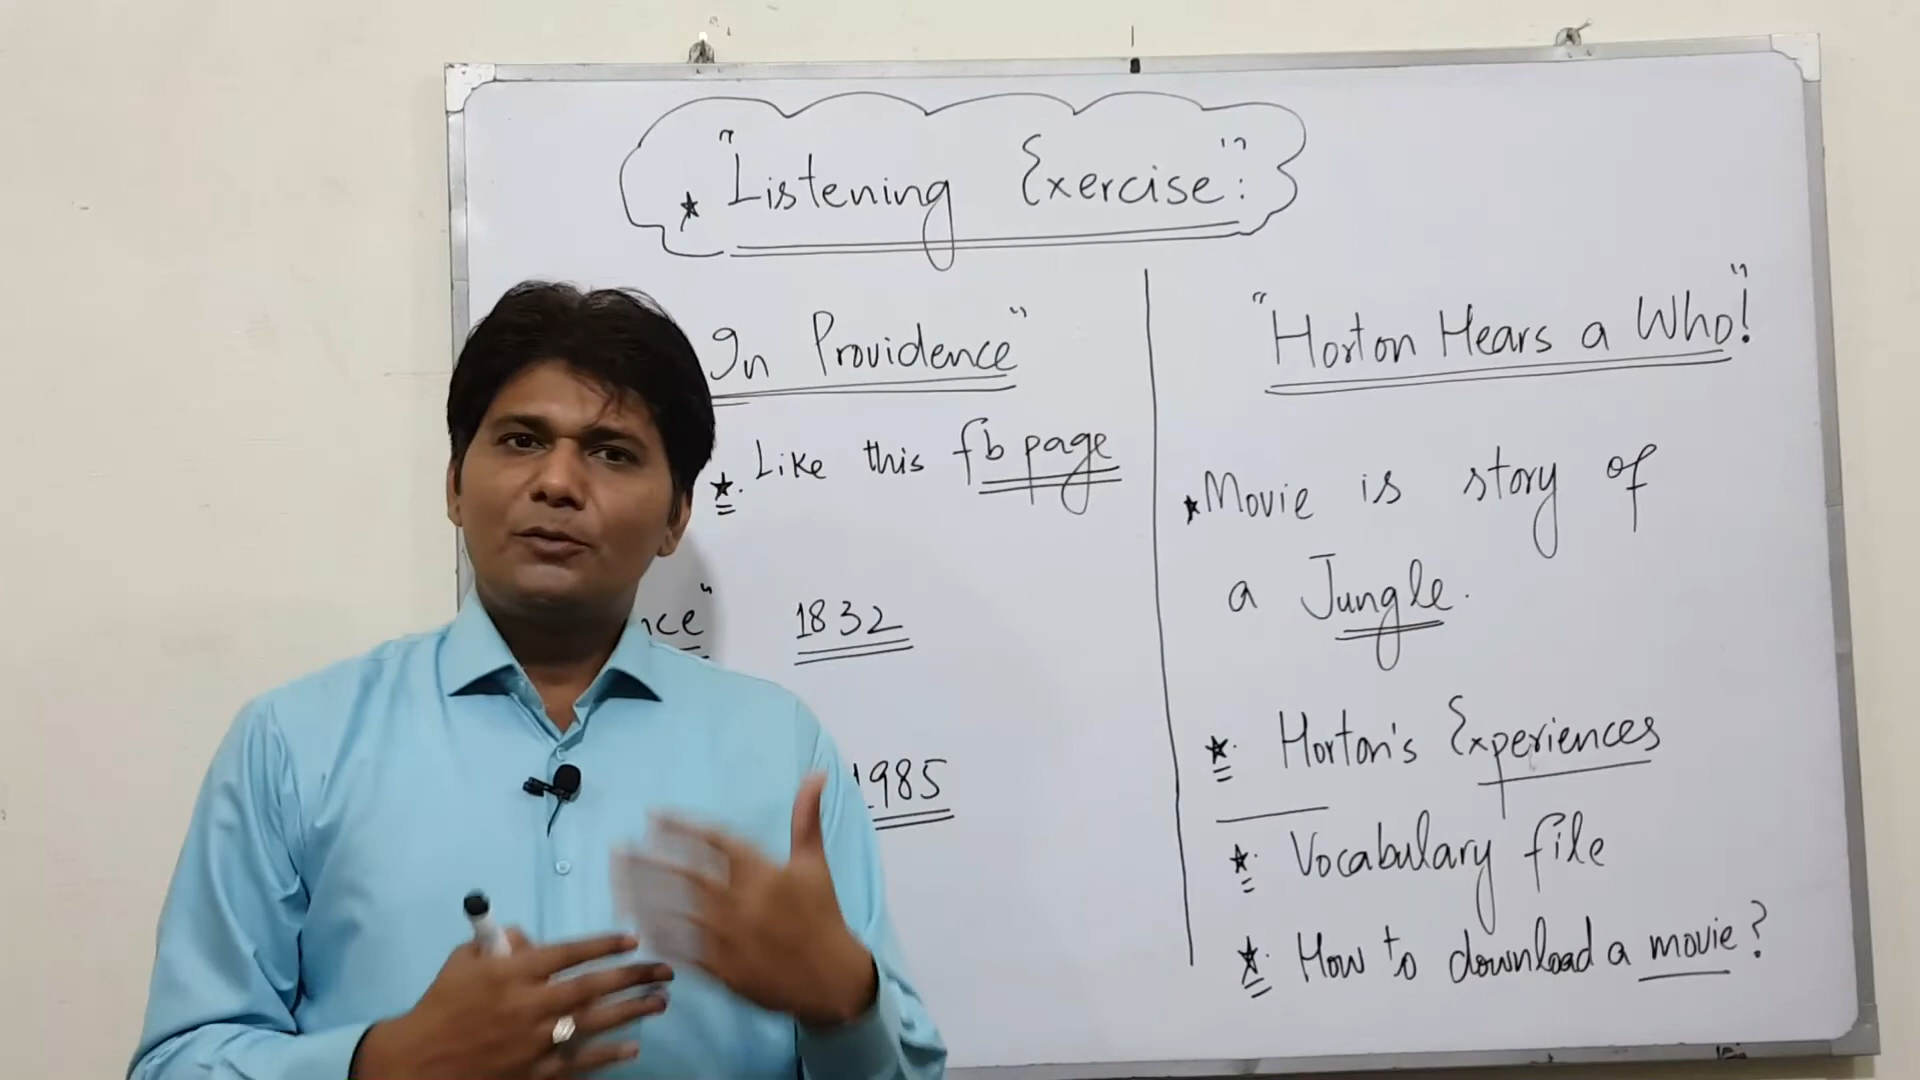 ★ "Listening Exercise":
In Providence"
★. Like this fb page
nce" 1832
1985
"Horton Hears a Who!"
★ Movie is story of
a Jungle.
★. Horton's Experiences
★. Vocabulary file
★. How to download a movie?